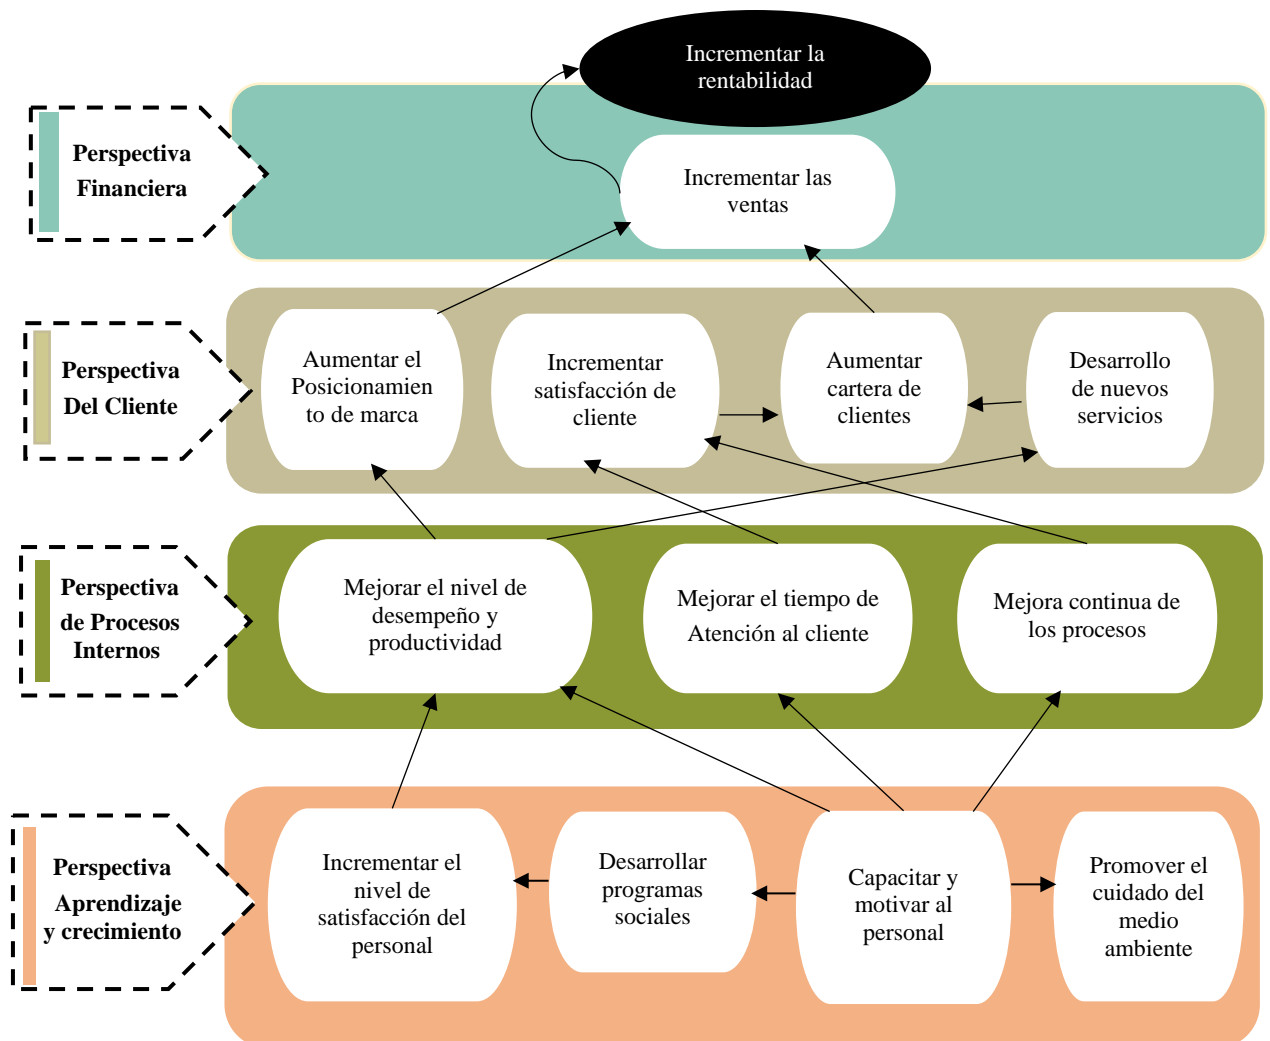 Incrementar la
rentabilidad
Perspectiva
Financiera
Incrementar las
ventas
Perspectiva
Del Cliente
Aumentar el
Posicionamien
to de marca
Incrementar
satisfacción de
cliente
Aumentar
cartera de
clientes
Desarrollo
de nuevos
servicios
Perspectiva
de Procesos
Internos
Mejorar el nivel de
desempeño y
productividad
Mejorar el tiempo de
Atención al cliente
Mejora continua de
los procesos
Perspectiva
Aprendizaje
y crecimiento
Incrementar el
nivel de
satisfacción del
personal
Desarrollar
programas
sociales
Capacitar y
motivar al
personal
Promover el
cuidado del
medio
ambiente